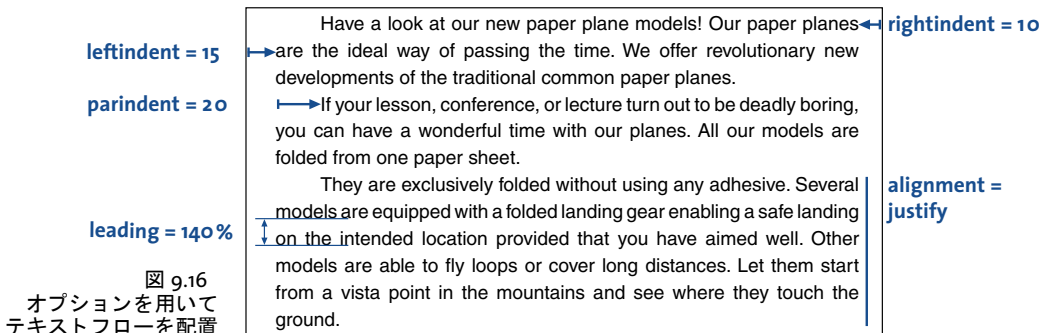 Have a look at our new paper plane models! Our paper planes
rightindent = 10
leftindent = 15
are the ideal way of passing the time. We offer revolutionary new
developments of the traditional common paper planes.
parindent = 20
If your lesson, conference, or lecture turn out to be deadly boring,
you can have a wonderful time with our planes. All our models are
folded from one paper sheet.
They are exclusively folded without using any adhesive. Several
alignment =
justify
models are equipped with a folded landing gear enabling a safe landing
leading = 140%
on the intended location provided that you have aimed well. Other
models are able to fly loops or cover long distances. Let them start
from a vista point in the mountains and see where they touch the
ground.
図 9.16
オプションを用いて
テキストフローを配置